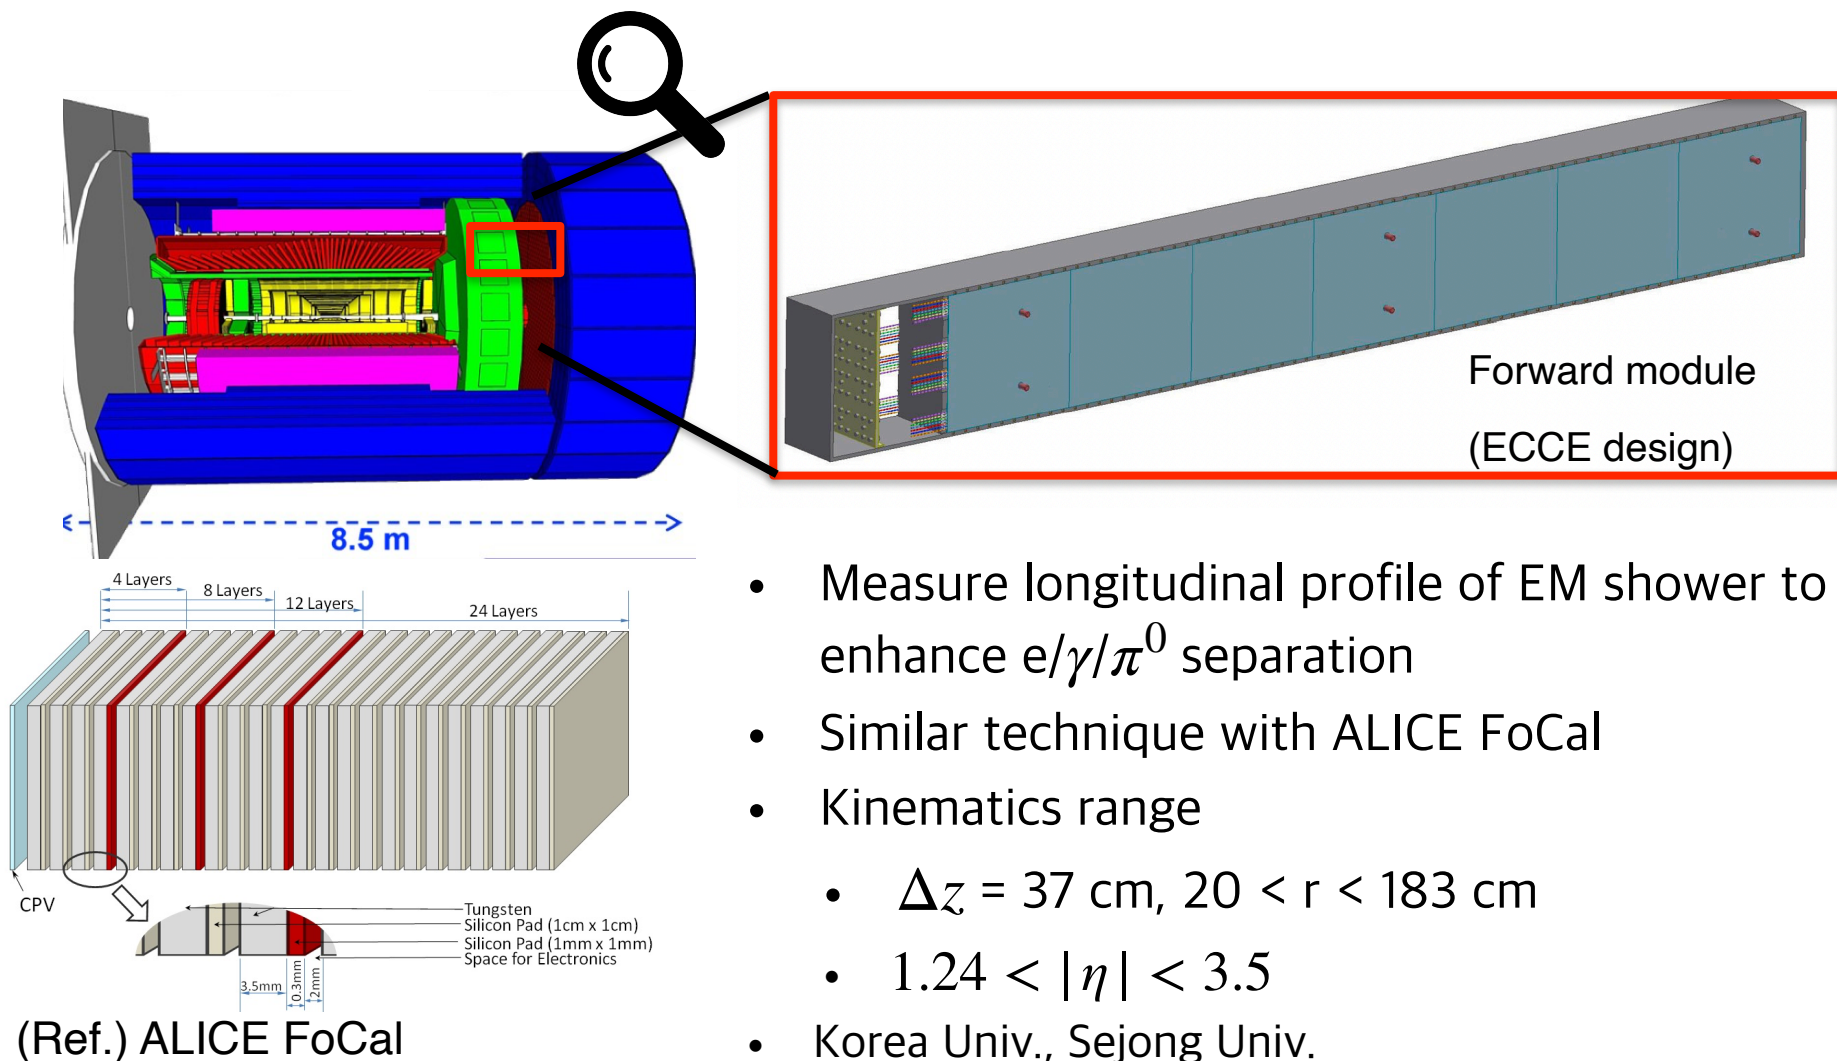 Forward module
(ECCE design)
8.5 m
4 Layers
8 Layers
12 Layers
24 Layers
CPV
Tungsten
Silicon Pad (1cm x 1cm)
Silicon Pad (1mm x 1mm)
Space for Electronics
3.5mm
0.3mm
2mm
(Ref.) ALICE FoCal
• Measure longitudinal profile of EM shower to
enhance e/γ/π⁰ separation
• Similar technique with ALICE FoCal
• Kinematics range
• Δz = 37 cm, 20 < r < 183 cm
• 1.24 < |η| < 3.5
• Korea Univ., Sejong Univ.